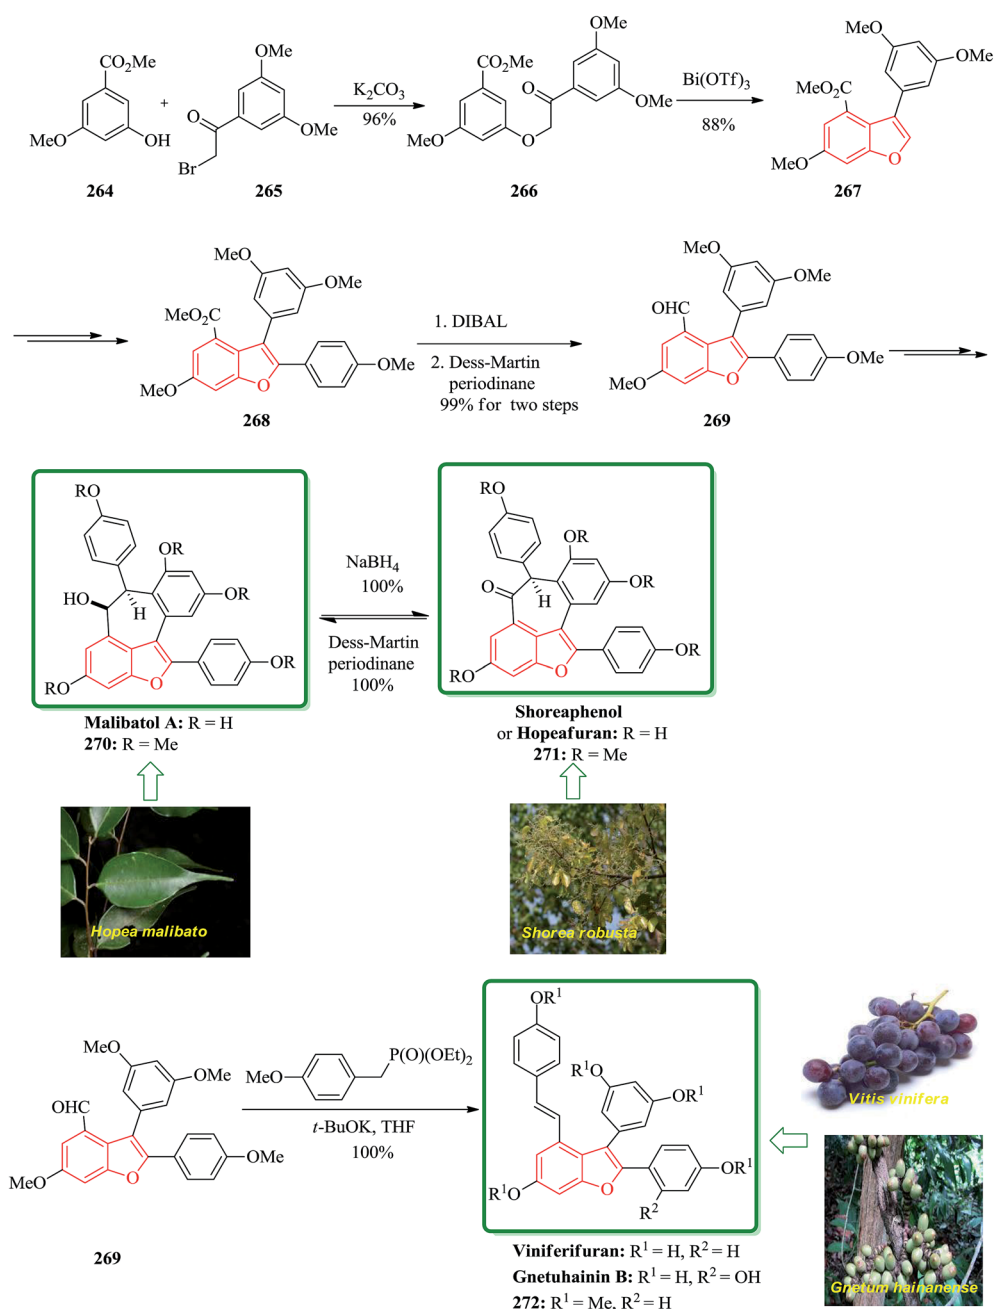 OMe
CO₂Me
+
MeO
OH
O
OMe
Br
264
265
K₂CO₃
96%
OMe
CO₂Me
O
OMe
MeO
O
266
Bi(OTf)₃
88%
MeO
OMe
MeO₂C
MeO
O
267
MeO
OMe
MeO₂C
OMe
MeO
O
268
1. DIBAL
2. Dess-Martin
periodinane
99% for two steps
MeO
OMe
OHC
OMe
MeO
O
269
RO
OR
OR
HO
H
OR
RO
O
NaBH₄
100%
Dess-Martin
periodinane
100%
RO
OR
OR
O
H
OR
RO
O
Malibatol A: R = H
270: R = Me
Shoreaphenol
or Hopeafuran: R = H
271: R = Me
Hopea malibato
Shorea robusta
MeO
OMe
OHC
OMe
MeO
O
269
P(O)(OEt)₂
MeO
t-BuOK, THF
100%
OR¹
R¹O
OR¹
OR¹
R¹O
O
R²
Viniferifuran: R¹ = H, R² = H
Gnetuhainin B: R¹ = H, R² = OH
272: R¹ = Me, R² = H
Vitis vinifera
Gnetum hainanense